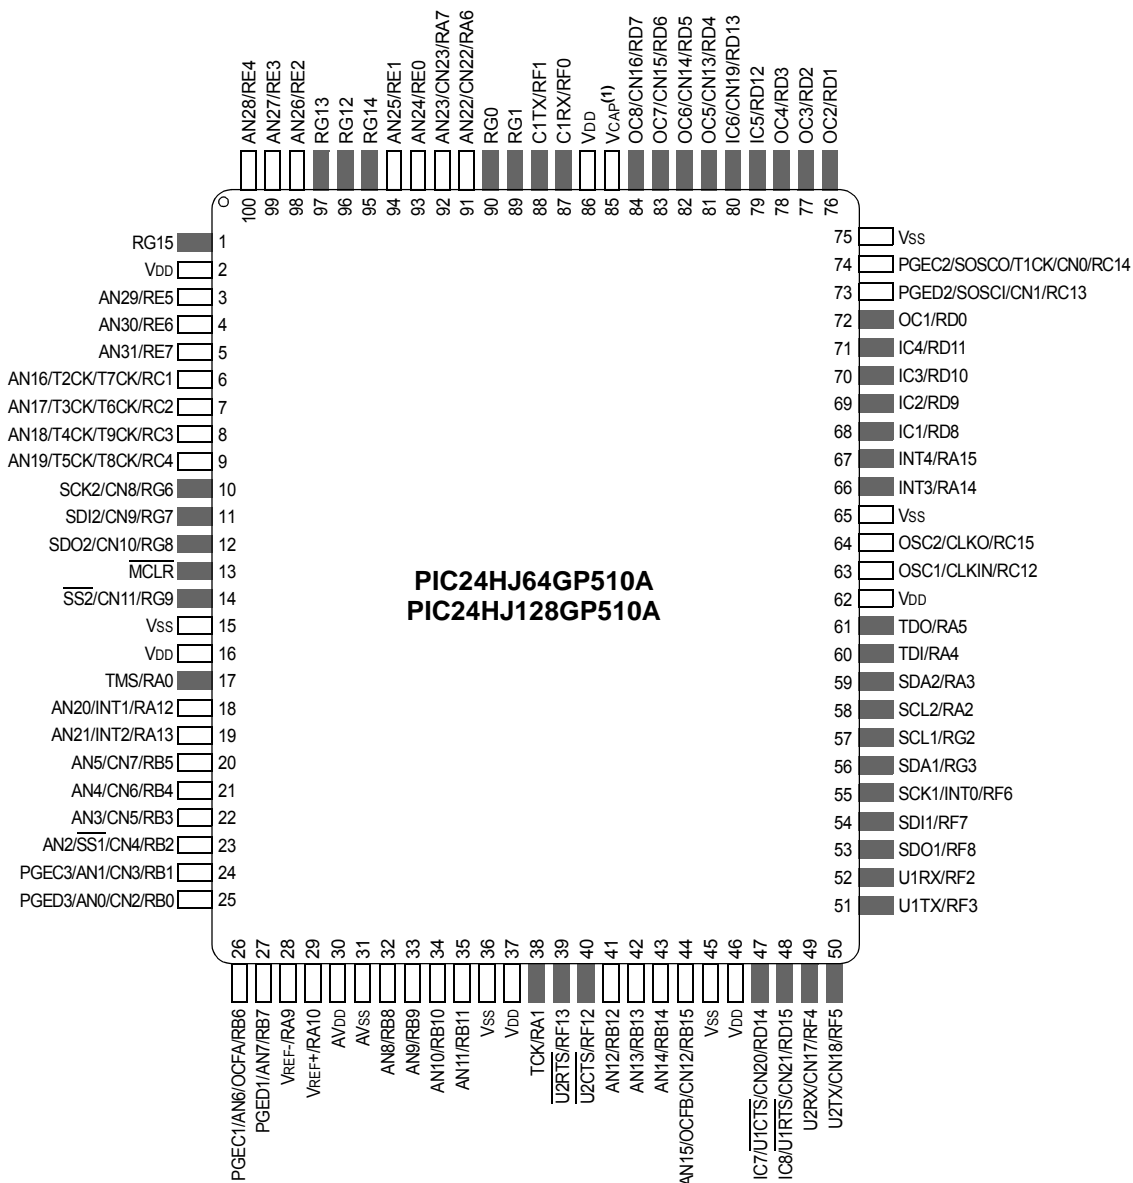 AN28/RE4
AN27/RE3
AN26/RE2
RG13
RG12
RG14
AN25/RE1
AN24/RE0
AN23/CN23/RA7
AN22/CN22/RA6
RG0
RG1
C1TX/RF1
C1RX/RF0
VDD
VCAP(1)
OC8/CN16/RD7
OC7/CN15/RD6
OC6/CN14/RD5
OC5/CN13/RD4
IC6/CN19/RD13
IC5/RD12
OC4/RD3
OC3/RD2
OC2/RD1
100
99
98
97
96
95
94
93
92
91
90
89
88
87
86
85
84
83
82
81
80
79
78
77
76
RG15 1
VDD 2
AN29/RE5 3
AN30/RE6 4
AN31/RE7 5
AN16/T2CK/T7CK/RC1 6
AN17/T3CK/T6CK/RC2 7
AN18/T4CK/T9CK/RC3 8
AN19/T5CK/T8CK/RC4 9
SCK2/CN8/RG6 10
SDI2/CN9/RG7 11
SDO2/CN10/RG8 12
MCLR 13
SS2/CN11/RG9 14
VSS 15
VDD 16
TMS/RA0 17
AN20/INT1/RA12 18
AN21/INT2/RA13 19
AN5/CN7/RB5 20
AN4/CN6/RB4 21
AN3/CN5/RB3 22
AN2/SS1/CN4/RB2 23
PGEC3/AN1/CN3/RB1 24
PGED3/AN0/CN2/RB0 25
PIC24HJ64GP510A
PIC24HJ128GP510A
75 VSS
74 PGEC2/SOSCO/T1CK/CN0/RC14
73 PGED2/SOSCI/CN1/RC13
72 OC1/RD0
71 IC4/RD11
70 IC3/RD10
69 IC2/RD9
68 IC1/RD8
67 INT4/RA15
66 INT3/RA14
65 VSS
64 OSC2/CLKO/RC15
63 OSC1/CLKIN/RC12
62 VDD
61 TDO/RA5
60 TDI/RA4
59 SDA2/RA3
58 SCL2/RA2
57 SCL1/RG2
56 SDA1/RG3
55 SCK1/INT0/RF6
54 SDI1/RF7
53 SDO1/RF8
52 U1RX/RF2
51 U1TX/RF3
26
27
28
29
30
31
32
33
34
35
36
37
38
39
40
41
42
43
44
45
46
47
48
49
50
PGEC1/AN6/OCFA/RB6
PGED1/AN7/RB7
VREF-/RA9
VREF+/RA10
AVDD
AVSS
AN8/RB8
AN9/RB9
AN10/RB10
AN11/RB11
VSS
VDD
TCK/RA1
U2RTS/RF13
U2CTS/RF12
AN12/RB12
AN13/RB13
AN14/RB14
AN15/OCFB/CN12/RB15
VSS
VDD
IC7/U1CTS/CN20/RD14
IC8/U1RTS/CN21/RD15
U2RX/CN17/RF4
U2TX/CN18/RF5